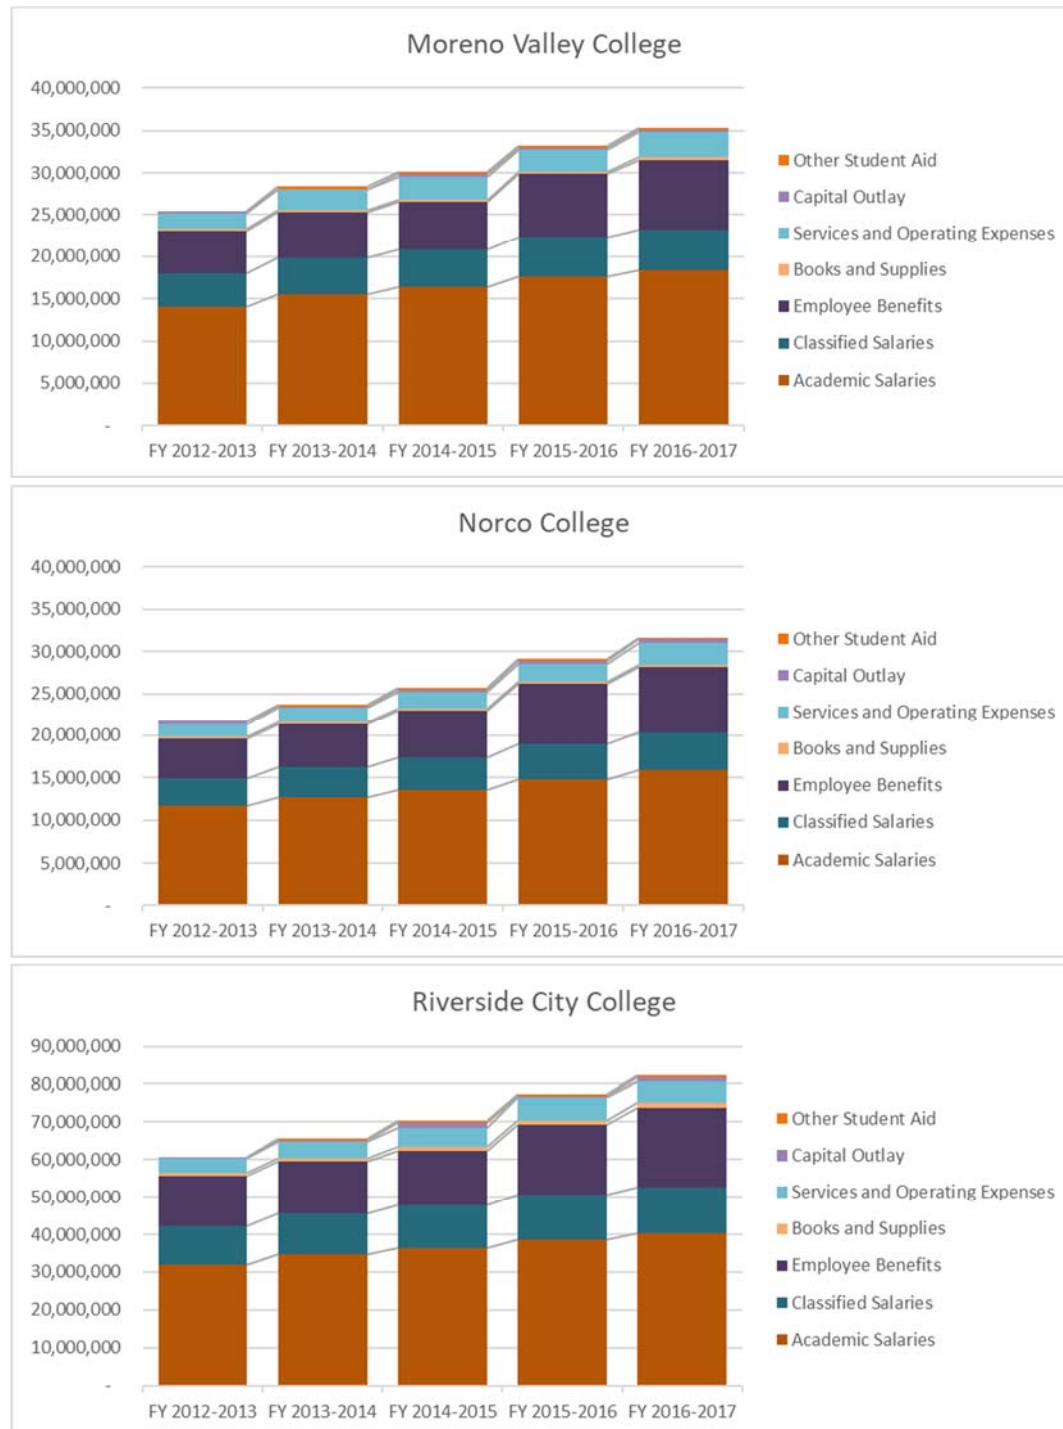 Moreno Valley College
40,000,000
35,000,000
30,000,000
25,000,000
20,000,000
15,000,000
10,000,000
5,000,000
-
FY 2012-2013 FY 2013-2014 FY 2014-2015 FY 2015-2016 FY 2016-2017
Other Student Aid
Capital Outlay
Services and Operating Expenses
Books and Supplies
Employee Benefits
Classified Salaries
Academic Salaries
Norco College
40,000,000
35,000,000
30,000,000
25,000,000
20,000,000
15,000,000
10,000,000
5,000,000
-
FY 2012-2013 FY 2013-2014 FY 2014-2015 FY 2015-2016 FY 2016-2017
Other Student Aid
Capital Outlay
Services and Operating Expenses
Books and Supplies
Employee Benefits
Classified Salaries
Academic Salaries
Riverside City College
90,000,000
80,000,000
70,000,000
60,000,000
50,000,000
40,000,000
30,000,000
20,000,000
10,000,000
-
FY 2012-2013 FY 2013-2014 FY 2014-2015 FY 2015-2016 FY 2016-2017
Other Student Aid
Capital Outlay
Services and Operating Expenses
Books and Supplies
Employee Benefits
Classified Salaries
Academic Salaries